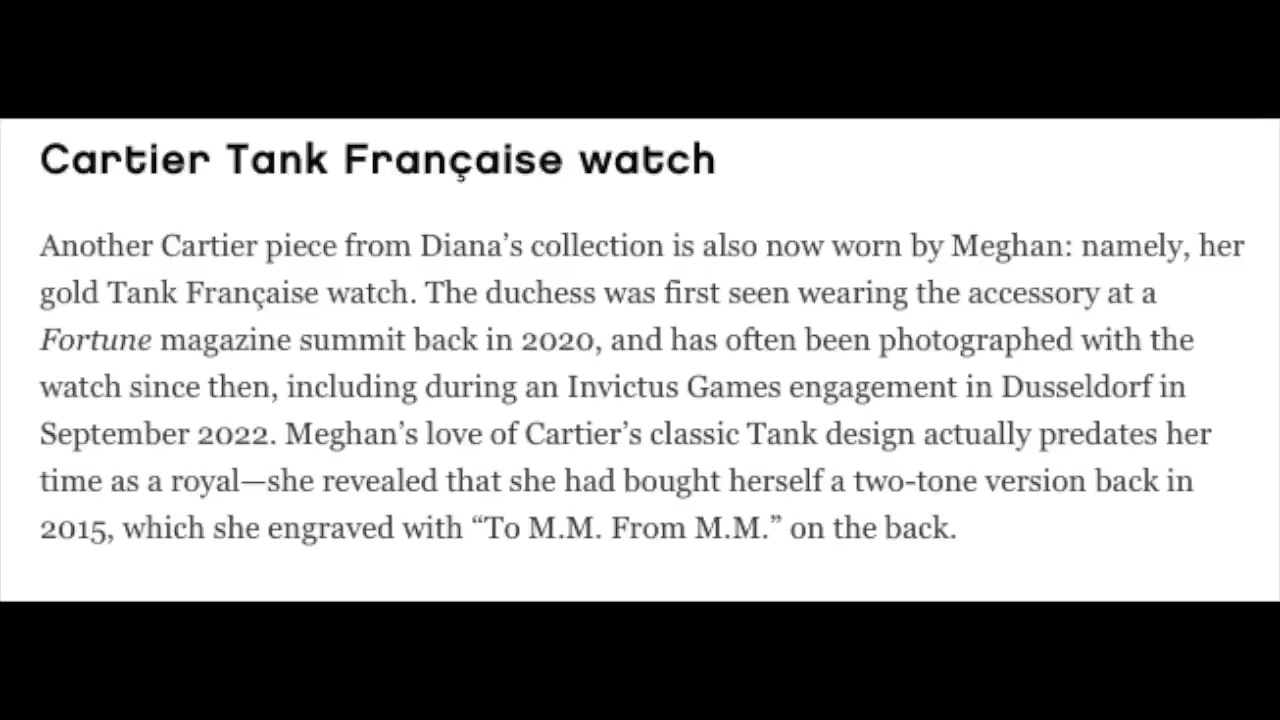 Cartier Tank Française watch
Another Cartier piece from Diana’s collection is also now worn by Meghan: namely, her
gold Tank Française watch. The duchess was first seen wearing the accessory at a
Fortune magazine summit back in 2020, and has often been photographed with the
watch since then, including during an Invictus Games engagement in Dusseldorf in
September 2022. Meghan’s love of Cartier’s classic Tank design actually predates her
time as a royal—she revealed that she had bought herself a two-tone version back in
2015, which she engraved with “To M.M. From M.M.” on the back.